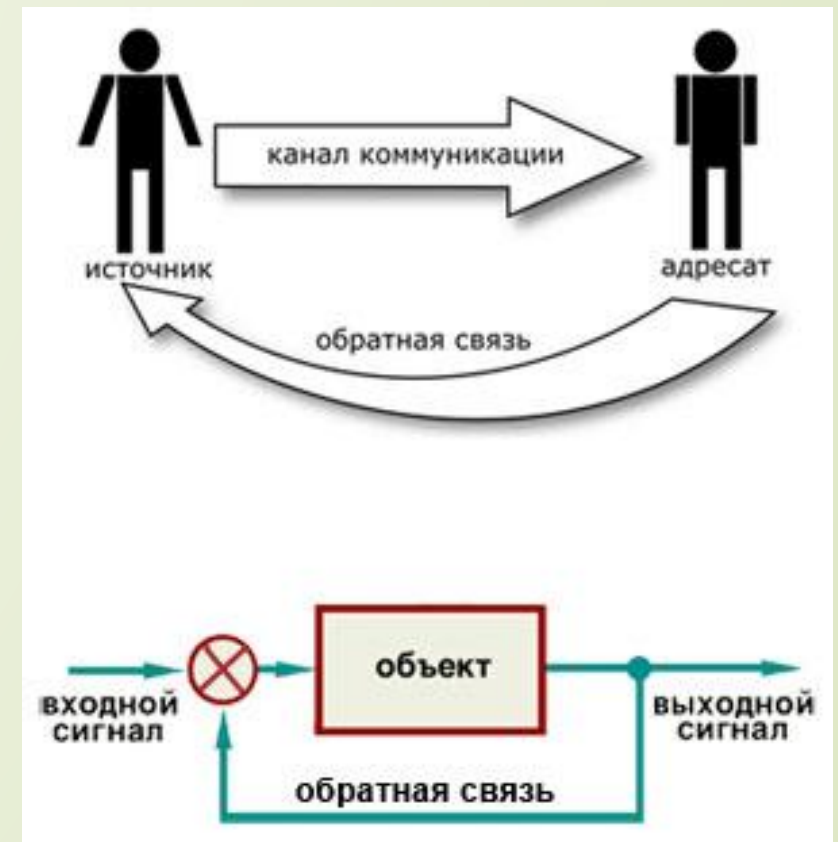 канал коммуникации
источник
адресат
обратная связь
объект
входной
сигнал
выходной
сигнал
обратная связь